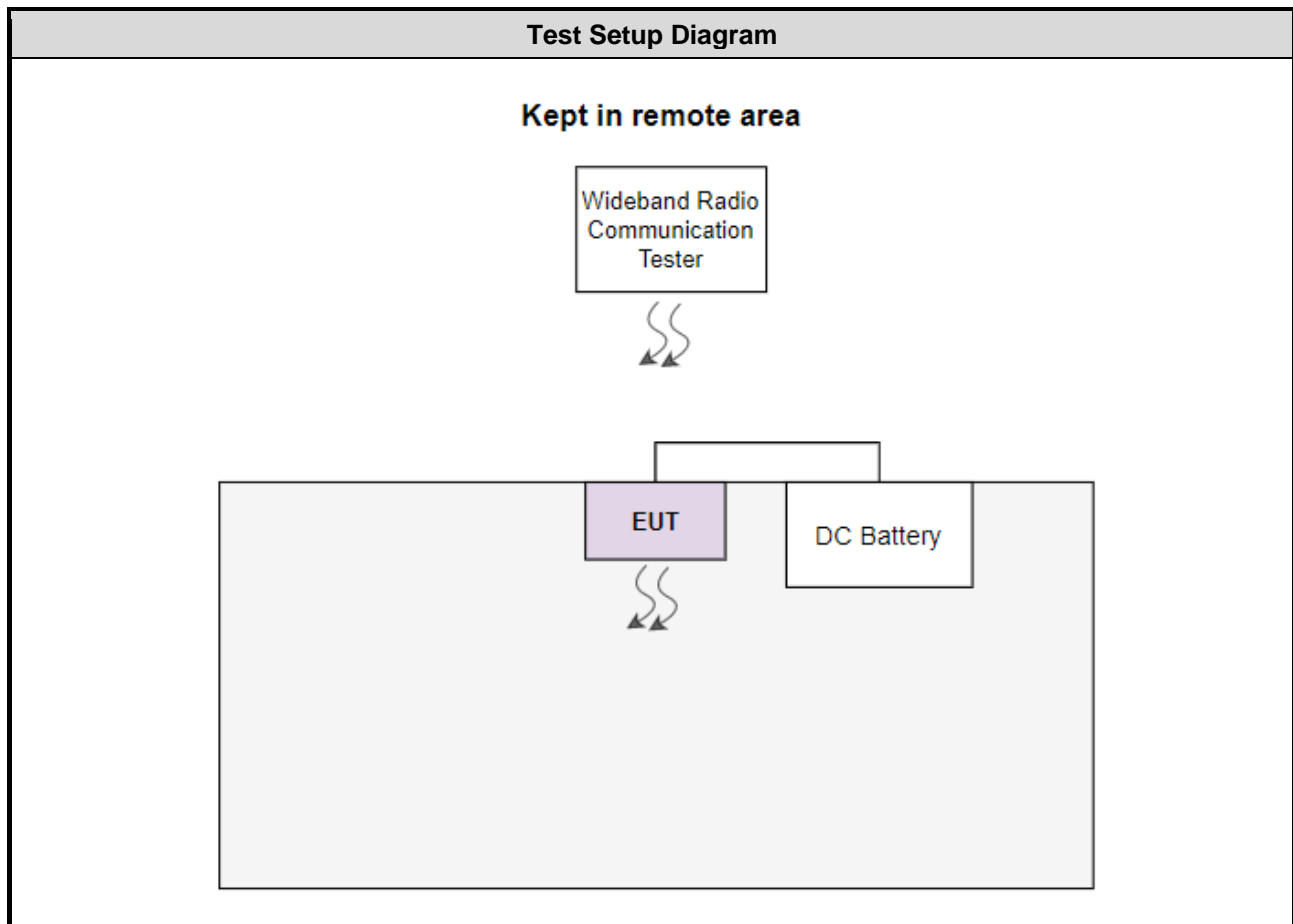 Test Setup Diagram
Kept in remote area
Wideband Radio
Communication
Tester
EUT
DC Battery